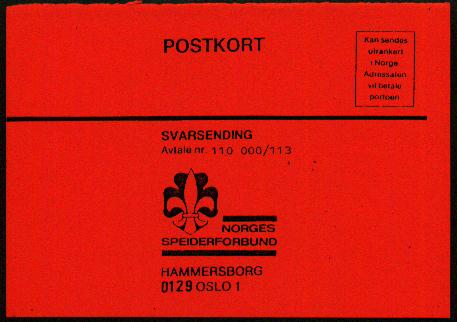 POSTKORT
Kan sendes
ufrankert
i Norge
Adressaten
vil betale
portoen
SVARSENDING
Avtale nr. 110 000/113
NORGES
SPEIDERFORBUND
HAMMERSBORG
0129 OSLO 1